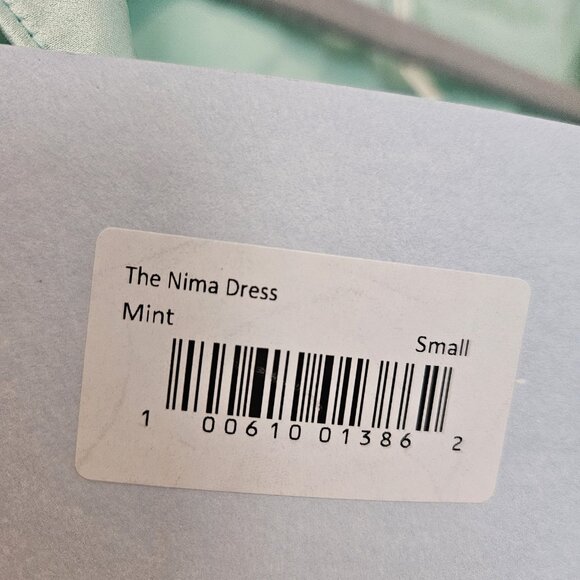 The Nima Dress
Mint
Small
1 00610 01386 2